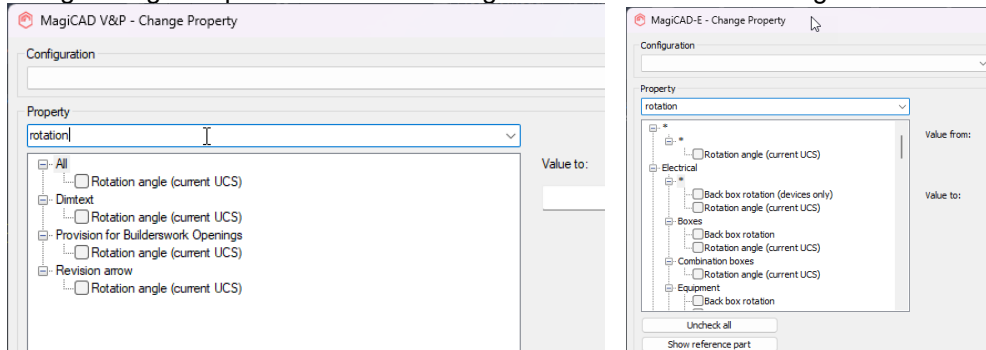 MagiCAD V&P - Change Property
Configuration
Property
rotation
All
Rotation angle (current UCS)
Dimtext
Rotation angle (current UCS)
Provision for Builderswork Openings
Rotation angle (current UCS)
Revision arrow
Rotation angle (current UCS)
Value to:
MagiCAD-E - Change Property
Configuration
Property
rotation
*
*
Rotation angle (current UCS)
Electrical
*
Back box rotation (devices only)
Rotation angle (current UCS)
Boxes
Back box rotation
Rotation angle (current UCS)
Combination boxes
Rotation angle (current UCS)
Equipment
Back box rotation
Value from:
Value to:
Uncheck all
Show reference part